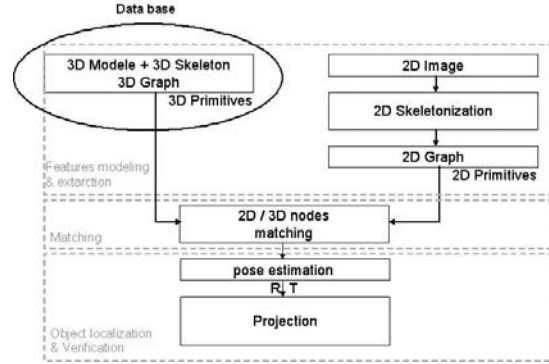 Data base
3D Modele + 3D Skeleton
3D Graph
3D Primitives
2D Image
2D Skeletonization
2D Graph
2D Primitives
Features modeling
& extarction
2D / 3D nodes
matching
Matching
pose estimation
R, T
Projection
Object localization
& Verification